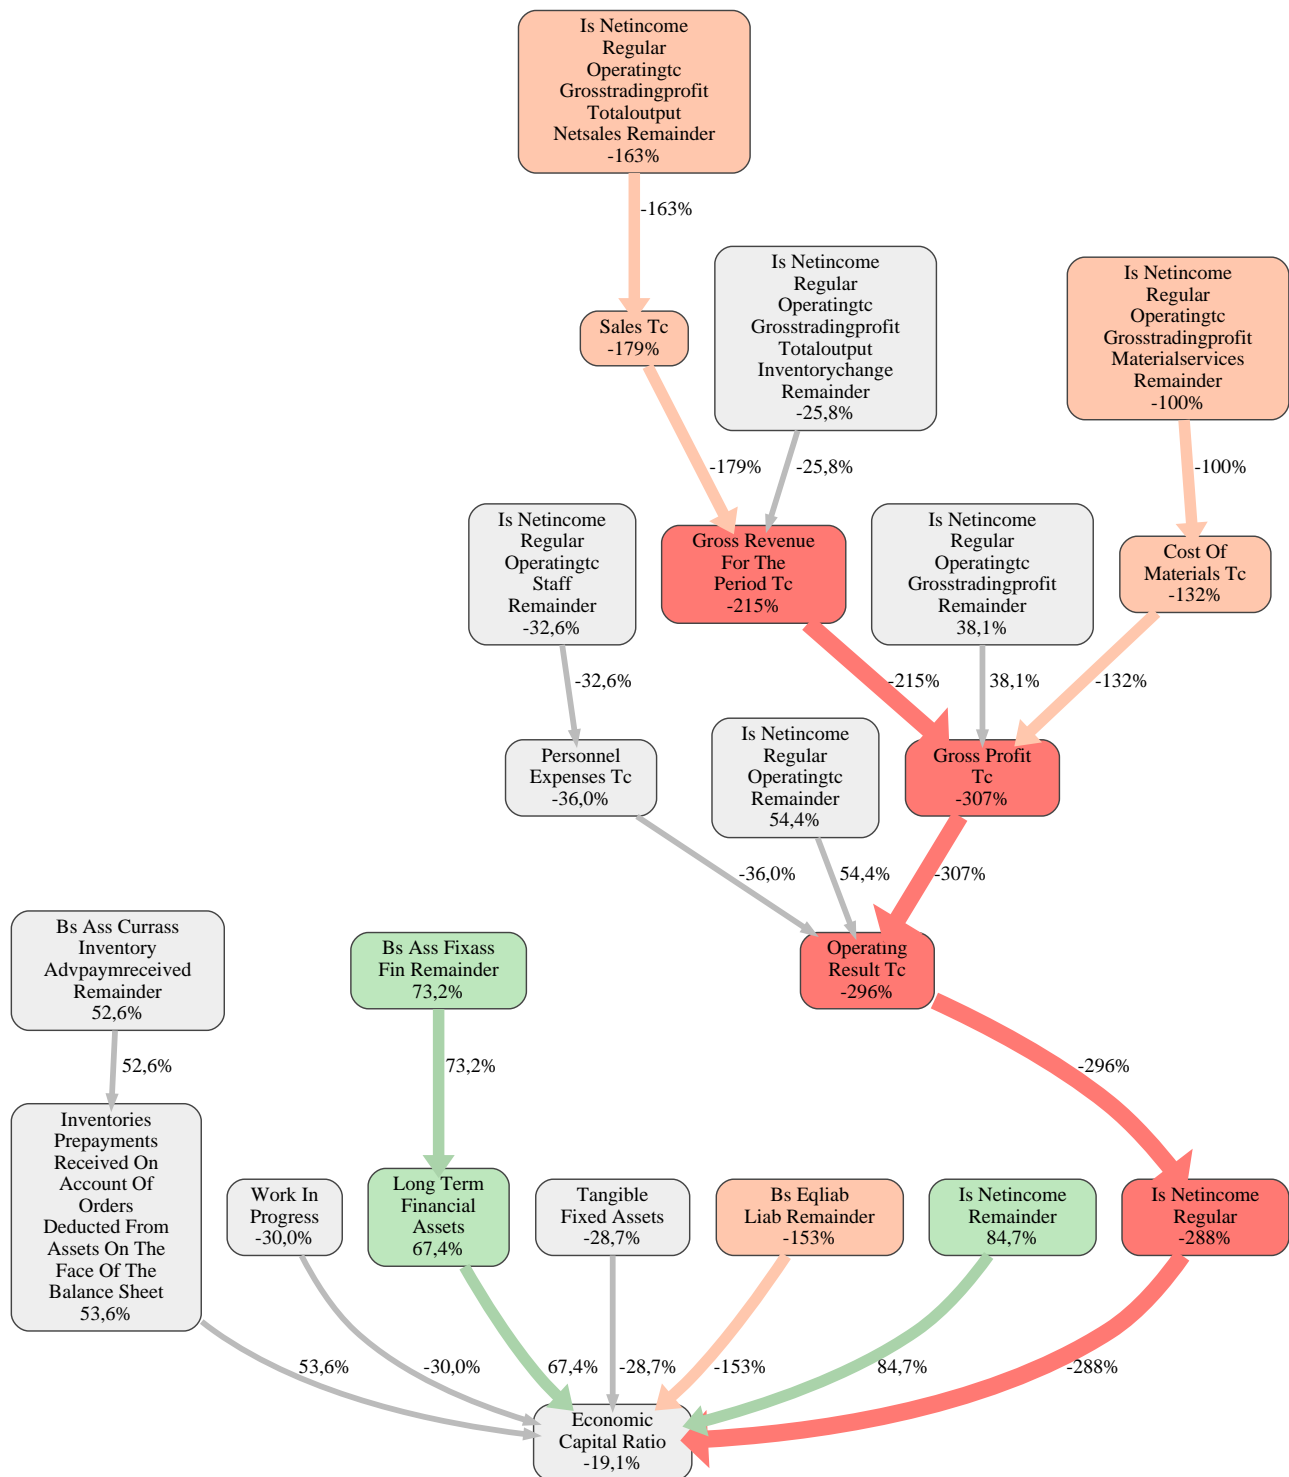 Is Netincome
Regular
Operatingtc
Grosstradingprofit
Totaloutput
Netsales Remainder
-163%
-163%
Is Netincome
Regular
Operatingtc
Grosstradingprofit
Totaloutput
Inventorychange
Remainder
-25,8%
Is Netincome
Regular
Operatingtc
Grosstradingprofit
Materialservices
Remainder
-100%
Sales Tc
-179%
-179%
-25,8%
-100%
Is Netincome
Regular
Operatingtc
Staff
Remainder
-32,6%
Gross Revenue
For The
Period Tc
-215%
Is Netincome
Regular
Operatingtc
Grosstradingprofit
Remainder
38,1%
Cost Of
Materials Tc
-132%
-32,6%
-215%
38,1%
-132%
Personnel
Expenses Tc
-36,0%
Is Netincome
Regular
Operatingtc
Remainder
54,4%
Gross Profit
Tc
-307%
-36,0%
54,4%
-307%
Bs Ass Currass
Inventory
Advpaymreceived
Remainder
52,6%
Bs Ass Fixass
Fin Remainder
73,2%
Operating
Result Tc
-296%
52,6%
73,2%
-296%
Inventories
Prepayments
Received On
Account Of
Orders
Deducted From
Assets On The
Face Of The
Balance Sheet
53,6%
Work In
Progress
-30,0%
Long Term
Financial
Assets
67,4%
Tangible
Fixed Assets
-28,7%
Bs Eqliab
Liab Remainder
-153%
Is Netincome
Remainder
84,7%
Is Netincome
Regular
-288%
53,6%
-30,0%
67,4%
-28,7%
-153%
84,7%
-288%
Economic
Capital Ratio
-19,1%